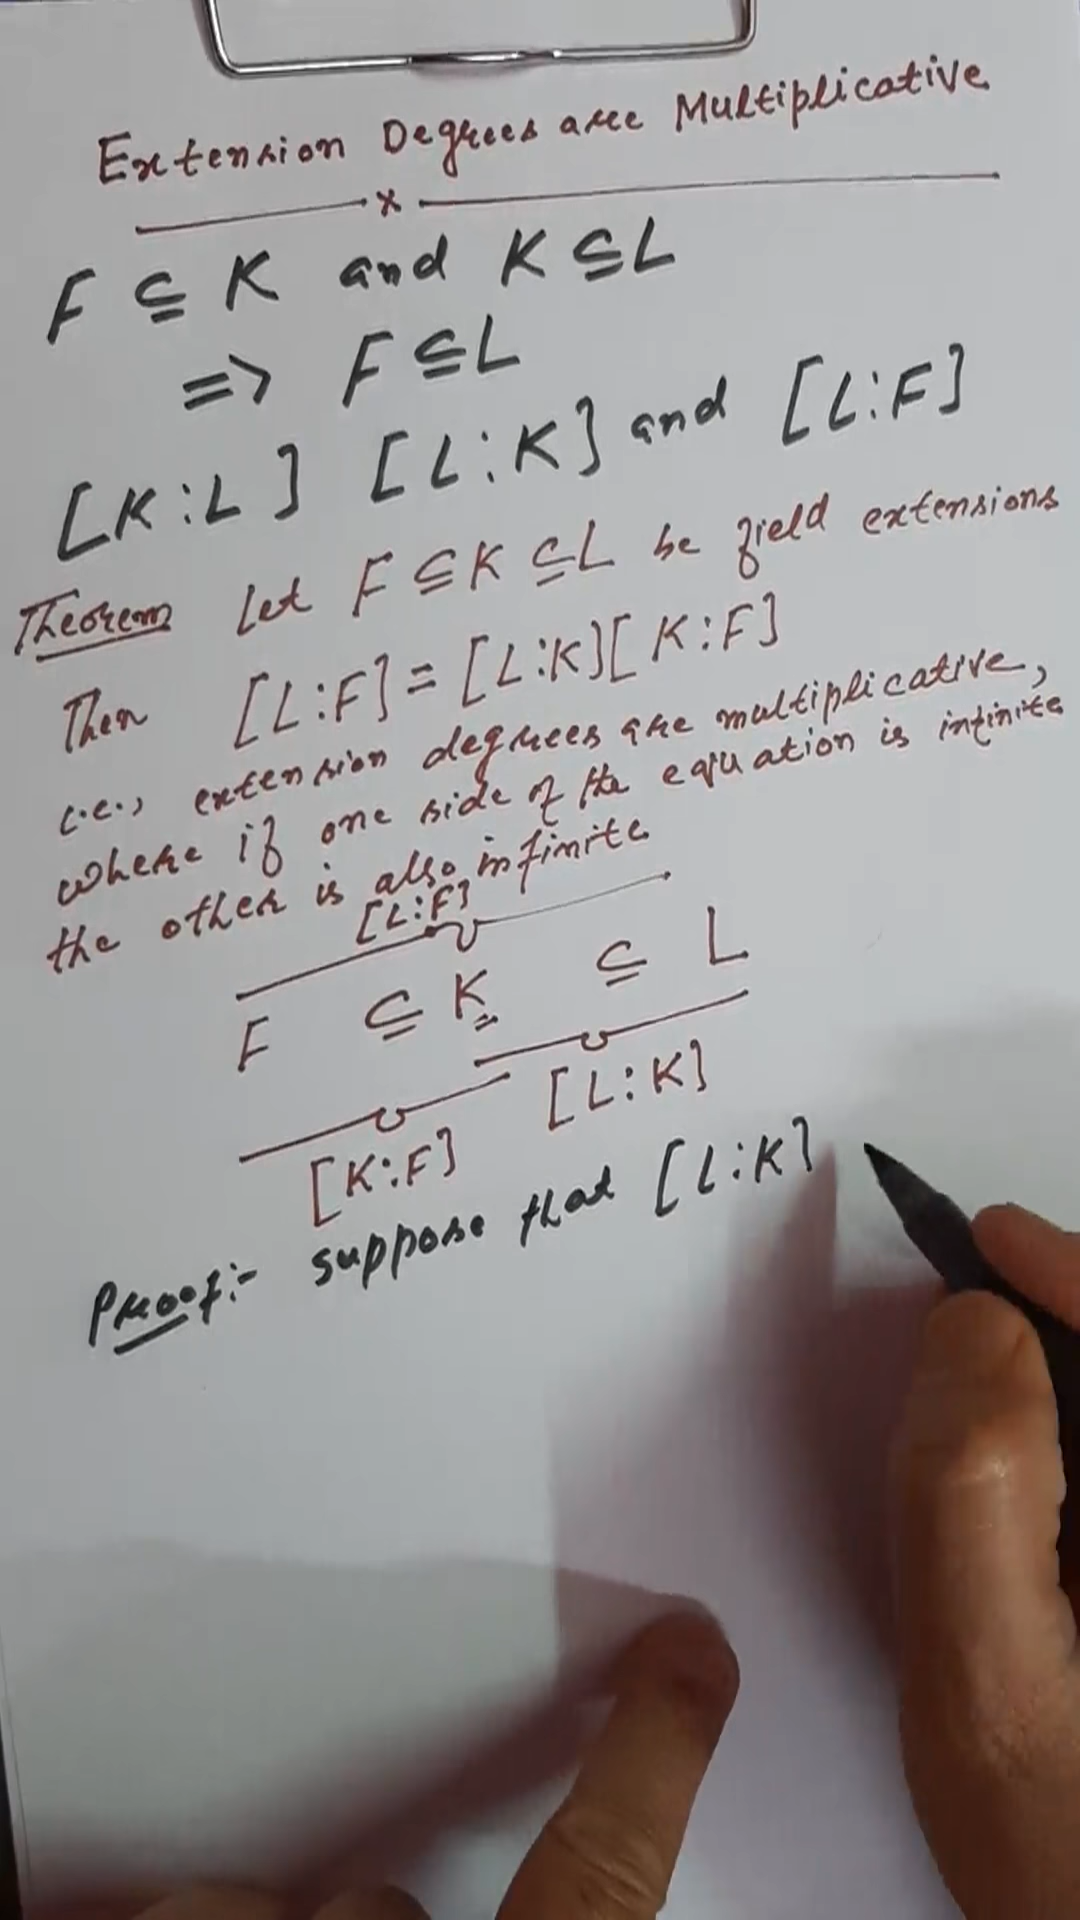 Extension Degrees are Multiplicative
x
F ⊆ K and K ⊆ L
=> F ⊆ L
[K:L] [L:K] and [L:F]
Theorem Let F ⊆ K ⊆ L be field extensions
Then [L:F] = [L:K][K:F]
i.e., extension degrees are multiplicative,
where if one side of the equation is infinite
the other is also infinite
[L:F]
F ⊆ K ⊆ L
[L:K]
[K:F]
Proof:- suppose that [L:K]